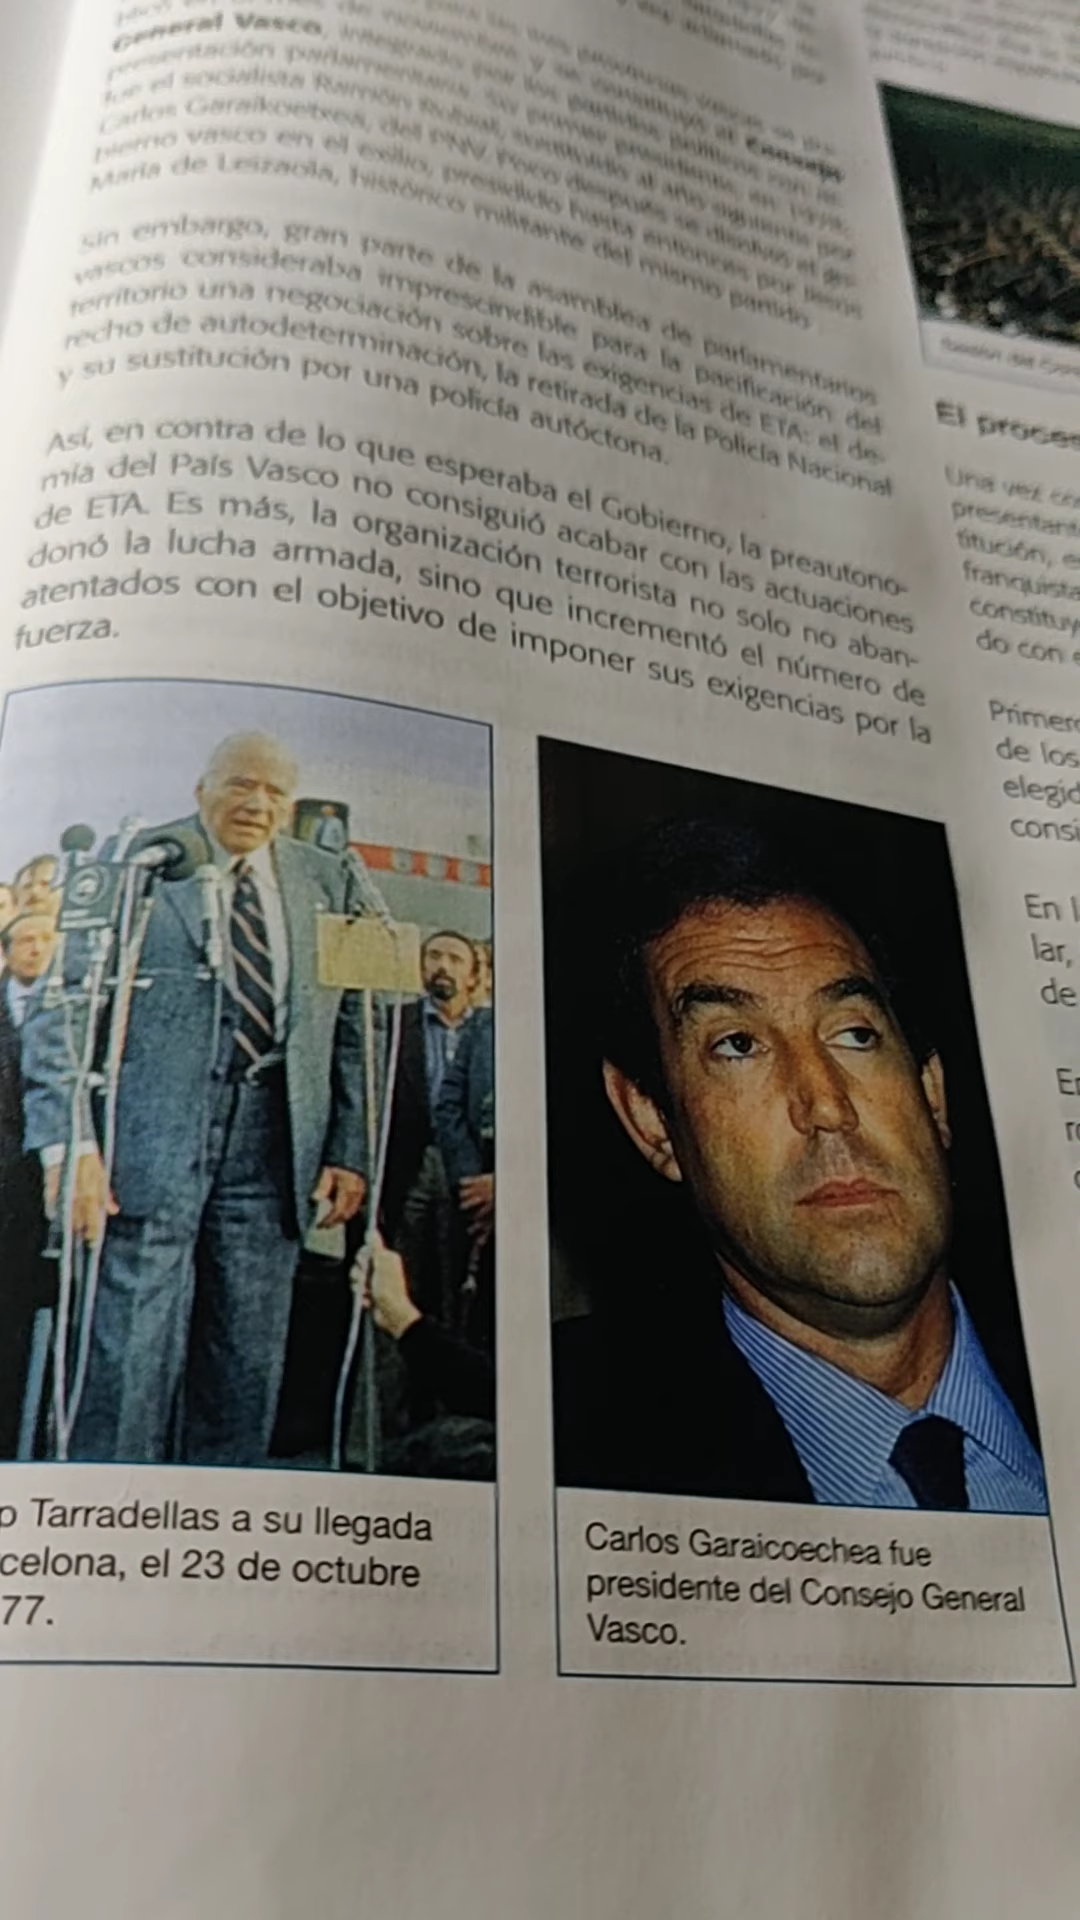 General Vasco, integrado por los partidos políticos con re-
presentación parlamentaria. Su primer presidente, en 1978,
fue el socialista Ramón Rubial, sustituido al año siguiente por
Carlos Garaikoetxea, del PNV. Poco después se disolvió el go-
bierno vasco en el exilio, presidido hasta entonces por Jesús
María de Leizaola, histórico militante del mismo partido.
Sin embargo, gran parte de la asamblea de parlamentarios
vascos consideraba imprescindible para la pacificación del
territorio una negociación sobre las exigencias de ETA: el de-
recho de autodeterminación, la retirada de la Policía Nacional
y su sustitución por una policía autóctona.
Así, en contra de lo que esperaba el Gobierno, la preautono-
mía del País Vasco no consiguió acabar con las actuaciones
de ETA. Es más, la organización terrorista no solo no aban-
donó la lucha armada, sino que incrementó el número de
atentados con el objetivo de imponer sus exigencias por la
fuerza.
p Tarradellas a su llegada
celona, el 23 de octubre
77.
Carlos Garaicoechea fue
presidente del Consejo General
Vasco.
El proces
Una vez co
presentant
titución, e
franquista
constituy
do con e
Primero
de los
elegid
consi
En l
lar,
de
En
ro